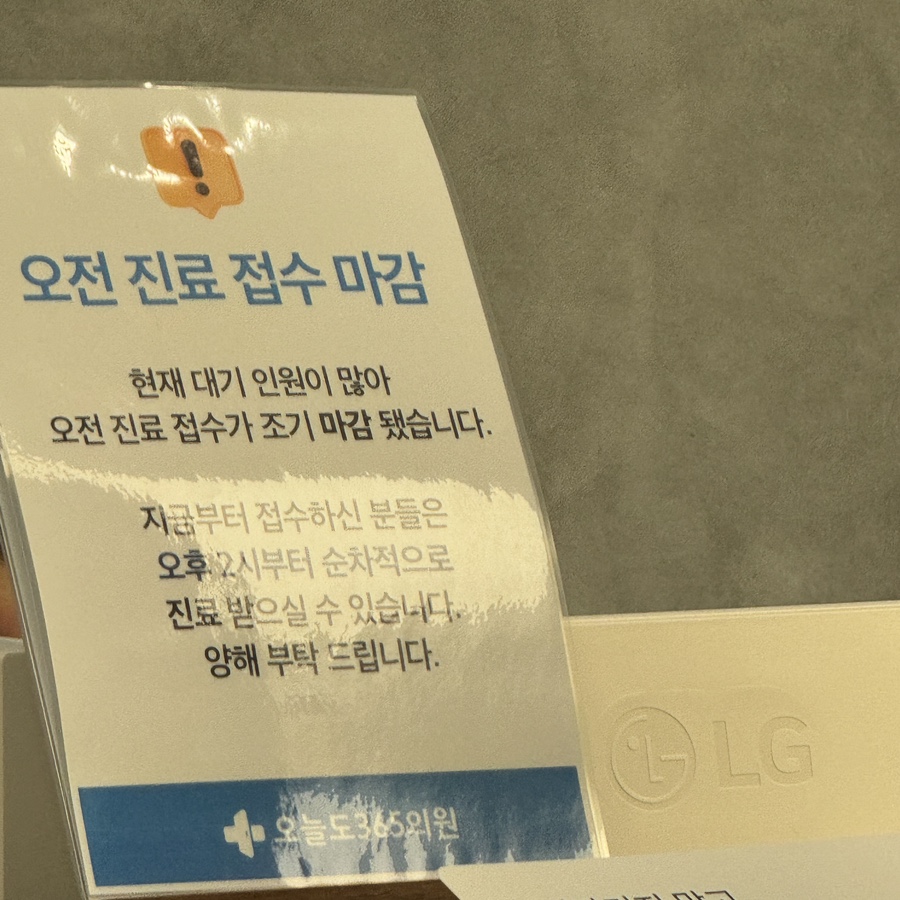 오전 진료 접수 마감
현재 대기 인원이 많아
오전 진료 접수가 조기 마감 됐습니다.
지금부터 접수하신 분들은
오후 2시부터 순차적으로
진료 받으실 수 있습니다.
양해 부탁 드립니다.
오늘도365의원
LG